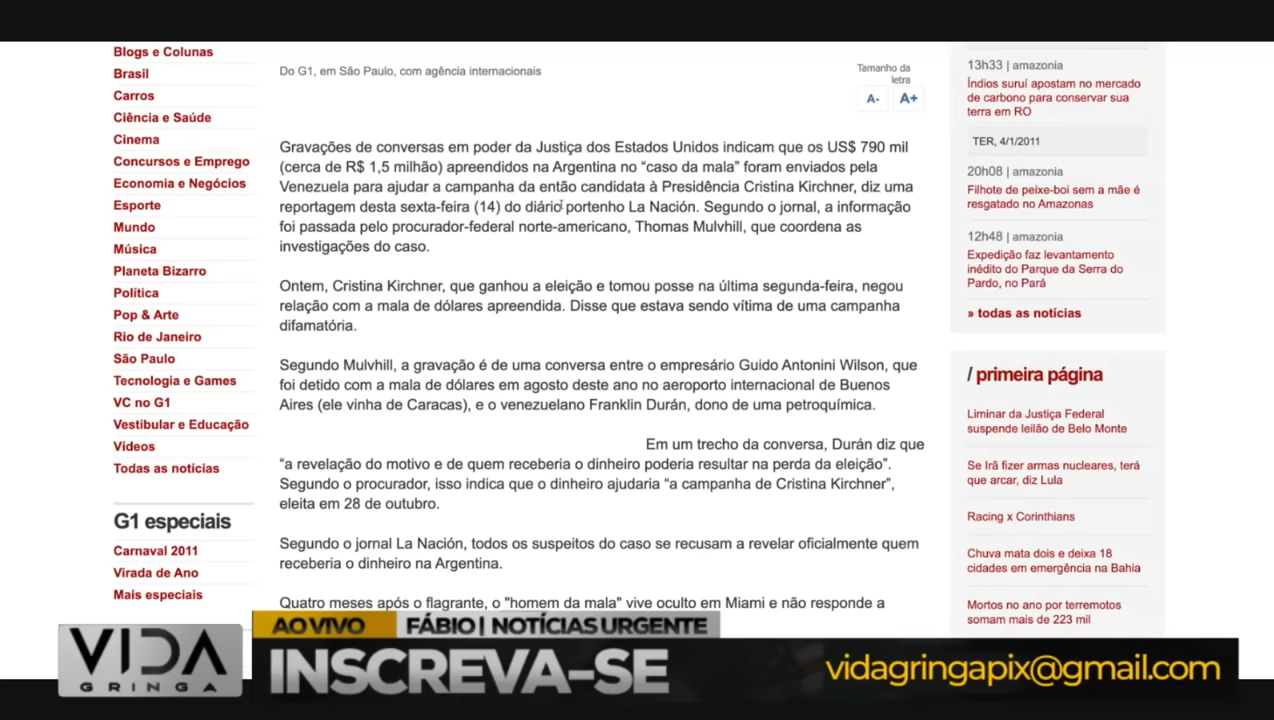 Blogs e Colunas
Brasil
Carros
Ciência e Saúde
Cinema
Concursos e Emprego
Economia e Negócios
Esporte
Mundo
Música
Planeta Bizarro
Política
Pop & Arte
Rio de Janeiro
São Paulo
Tecnologia e Games
VC no G1
Vestibular e Educação
Vídeos
Todas as notícias
G1 especiais
Carnaval 2011
Virada de Ano
Mais especiais
Do G1, em São Paulo, com agência internacionais
Tamanho da
letra
A- A+
Gravações de conversas em poder da Justiça dos Estados Unidos indicam que os US$ 790 mil
(cerca de R$ 1,5 milhão) apreendidos na Argentina no “caso da mala” foram enviados pela
Venezuela para ajudar a campanha da então candidata à Presidência Cristina Kirchner, diz uma
reportagem desta sexta-feira (14) do diário portenho La Nación. Segundo o jornal, a informação
foi passada pelo procurador-federal norte-americano, Thomas Mulvhill, que coordena as
investigações do caso.
Ontem, Cristina Kirchner, que ganhou a eleição e tomou posse na última segunda-feira, negou
relação com a mala de dólares apreendida. Disse que estava sendo vítima de uma campanha
difamatória.
Segundo Mulvhill, a gravação é de uma conversa entre o empresário Guido Antonini Wilson, que
foi detido com a mala de dólares em agosto deste ano no aeroporto internacional de Buenos
Aires (ele vinha de Caracas), e o venezuelano Franklin Durán, dono de uma petroquímica.
Em um trecho da conversa, Durán diz que
“a revelação do motivo e de quem receberia o dinheiro poderia resultar na perda da eleição”.
Segundo o procurador, isso indica que o dinheiro ajudaria “a campanha de Cristina Kirchner”,
eleita em 28 de outubro.
Segundo o jornal La Nación, todos os suspeitos do caso se recusam a revelar oficialmente quem
receberia o dinheiro na Argentina.
Quatro meses após o flagrante, o "homem da mala" vive oculto em Miami e não responde a
13h33 | amazonia
Índios suruí apostam no mercado
de carbono para conservar sua
terra em RO
TER, 4/1/2011
20h08 | amazonia
Filhote de peixe-boi sem a mãe é
resgatado no Amazonas
12h48 | amazonia
Expedição faz levantamento
inédito do Parque da Serra do
Pardo, no Pará
» todas as notícias
/ primeira página
Liminar da Justiça Federal
suspende leilão de Belo Monte
Se Irã fizer armas nucleares, terá
que arcar, diz Lula
Racing x Corinthians
Chuva mata dois e deixa 18
cidades em emergência na Bahia
Mortos no ano por terremotos
somam mais de 223 mil
VIDA
GRINGA
AO VIVO FÁBIO | NOTÍCIAS URGENTE
INSCREVA-SE
vidagringapix@gmail.com